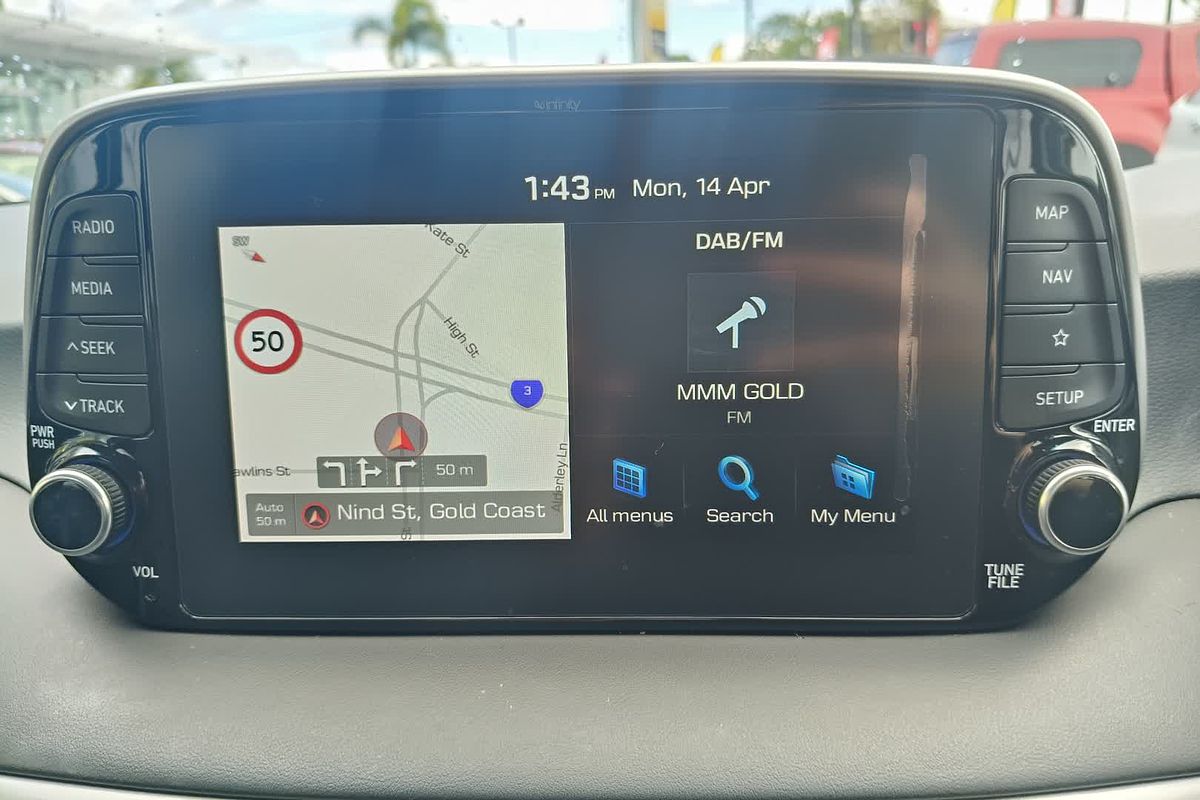 infinity
1:43 PM Mon, 14 Apr
RADIO
MEDIA
SEEK
TRACK
PWR
PUSH
VOL
SW
Kate St
High St
50
3
awlins St
50 m
Alderley Ln
Auto
50 m
Nind St, Gold Coast
St
DAB/FM
MMM GOLD
FM
All menus
Search
My Menu
MAP
NAV
SETUP
ENTER
TUNE
FILE